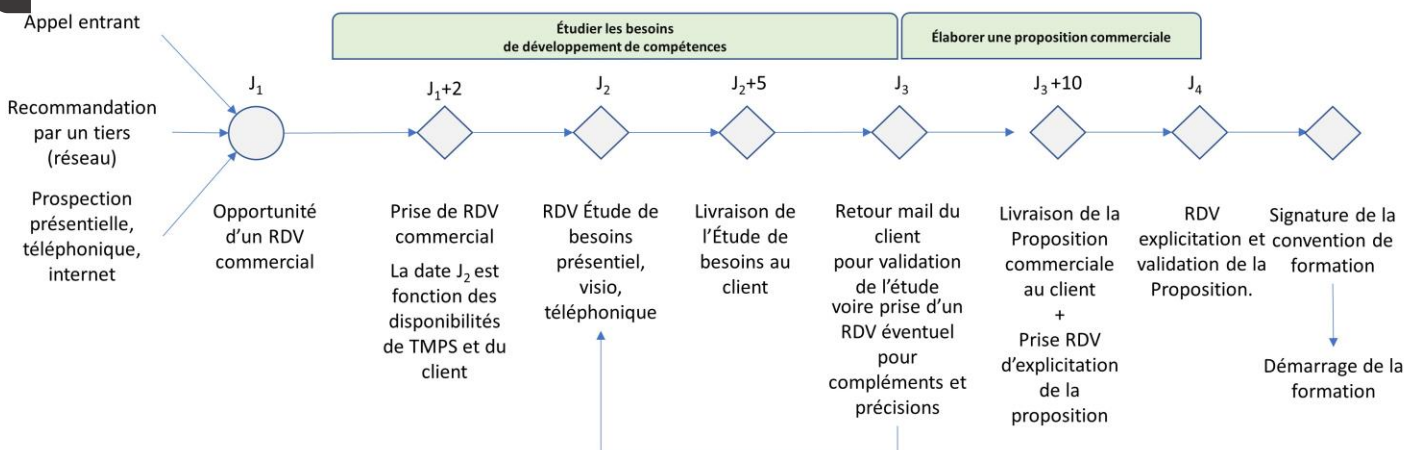 Appel entrant
Recommandation
par un tiers
(réseau)
Prospection
présentielle,
téléphonique,
internet
Étudier les besoins
de développement de compétences
Élaborer une proposition commerciale
J₁
J₁+2
J₂
J₂+5
J₃
J₃+10
J₄
Opportunité
d’un RDV
commercial
Prise de RDV
commercial
La date J₂ est
fonction des
disponibilités
de TMPS et du
client
RDV Étude de
besoins
présentiel,
visio,
téléphonique
Livraison de
l’Étude de
besoins au
client
Retour mail du
client
pour validation
de l’étude
voire prise d’un
RDV éventuel
pour
compléments et
précisions
Livraison de la
Proposition
commerciale
au client
+
Prise RDV
d’explicitation
de la
proposition
RDV
explicitation et
validation de la
Proposition.
Signature de la
convention de
formation
Démarrage de la
formation